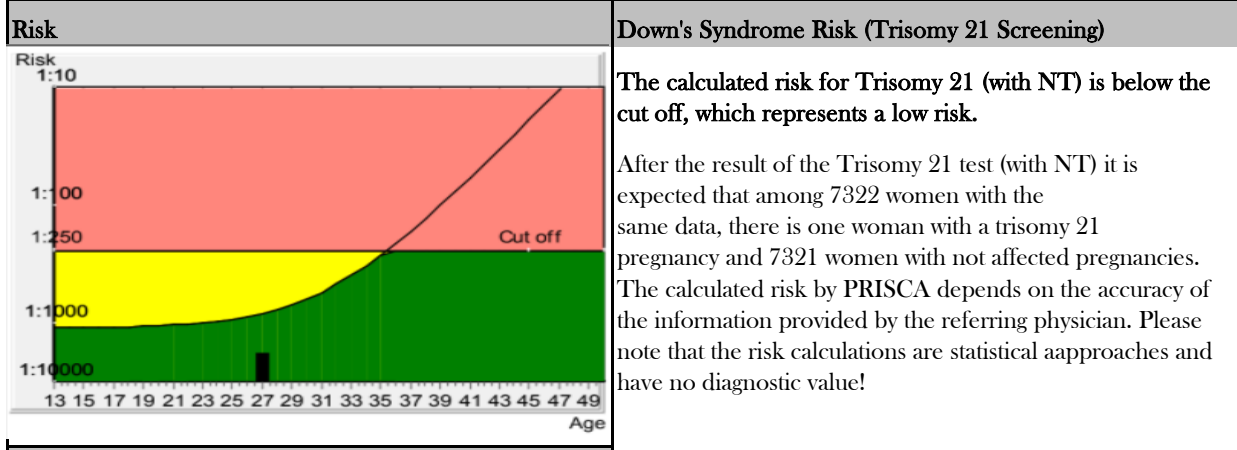 Risk
Down's Syndrome Risk (Trisomy 21 Screening)
Risk
1:10
1:100
1:250
Cut off
1:1000
1:10000
13 15 17 19 21 23 25 27 29 31 33 35 37 39 41 43 45 47 49
Age
The calculated risk for Trisomy 21 (with NT) is below the
cut off, which represents a low risk.
After the result of the Trisomy 21 test (with NT) it is
expected that among 7322 women with the
same data, there is one woman with a trisomy 21
pregnancy and 7321 women with not affected pregnancies.
The calculated risk by PRISCA depends on the accuracy of
the information provided by the referring physician. Please
note that the risk calculations are statistical aapproaches and
have no diagnostic value!